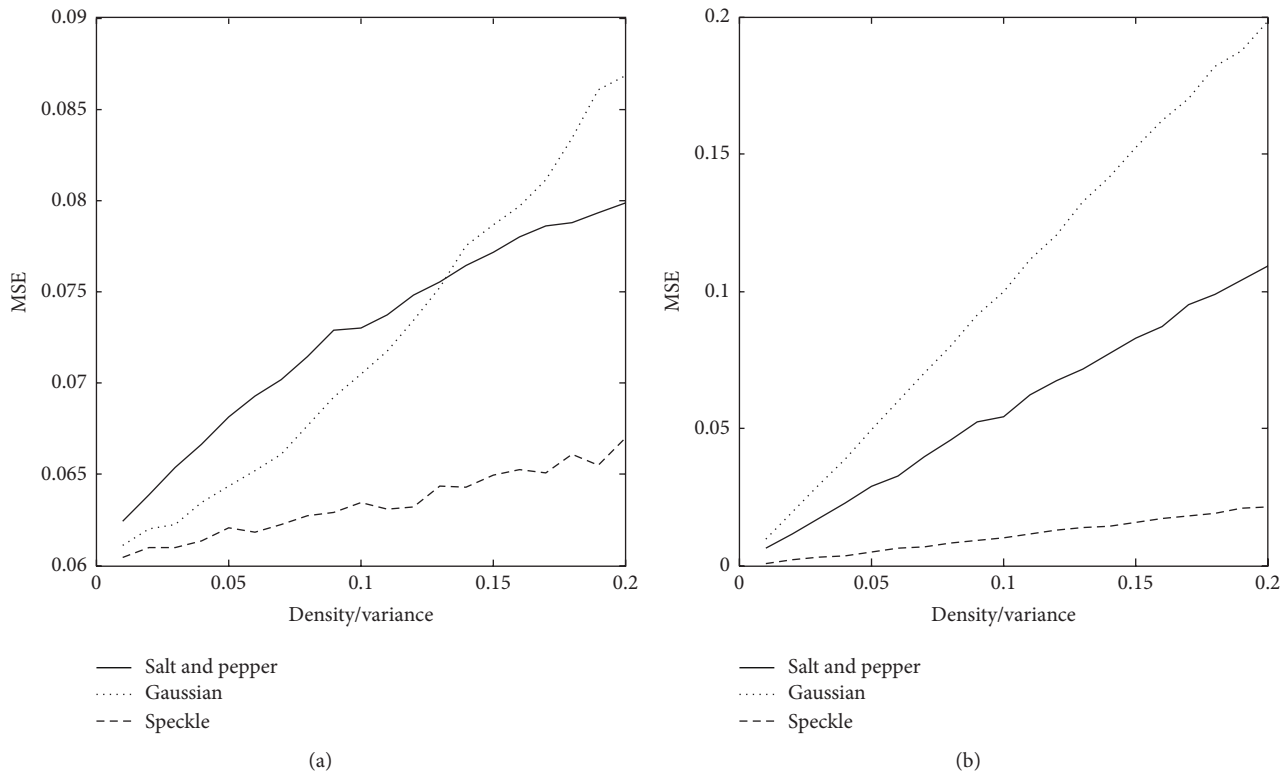 0.09
0.085
0.08
0.075
0.07
0.065
0.06
MSE
0 0.05 0.1 0.15 0.2
Density/variance
Salt and pepper
Gaussian
Speckle
(a)
0.2
0.15
0.1
0.05
0
MSE
0 0.05 0.1 0.15 0.2
Density/variance
Salt and pepper
Gaussian
Speckle
(b)